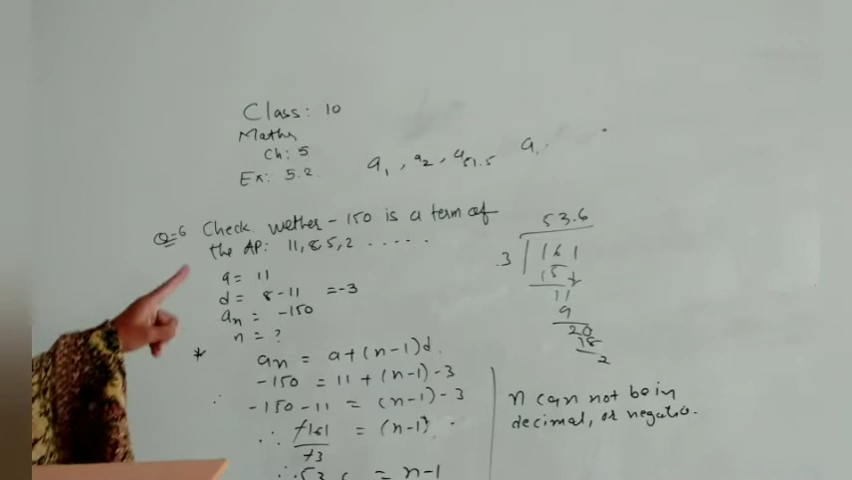 Class: 10
Maths
Ch: 5
Ex: 5.2.
a1, a2, a51.5 a.
Q=6 Check wether -150 is a term of
the AP: 11, 8, 5, 2 .....
a = 11
d = 8-11 = -3
an = -150
n = ?
* an = a+(n-1)d.
-150 = 11 + (n-1)-3
∴ -150-11 = (n-1)-3
∴ +161 = (n-1)
+3
∴ 53.6 = n-1
53.6
3 161
15↓
11
9
20
18
2
n can not be in
decimal, or negative.